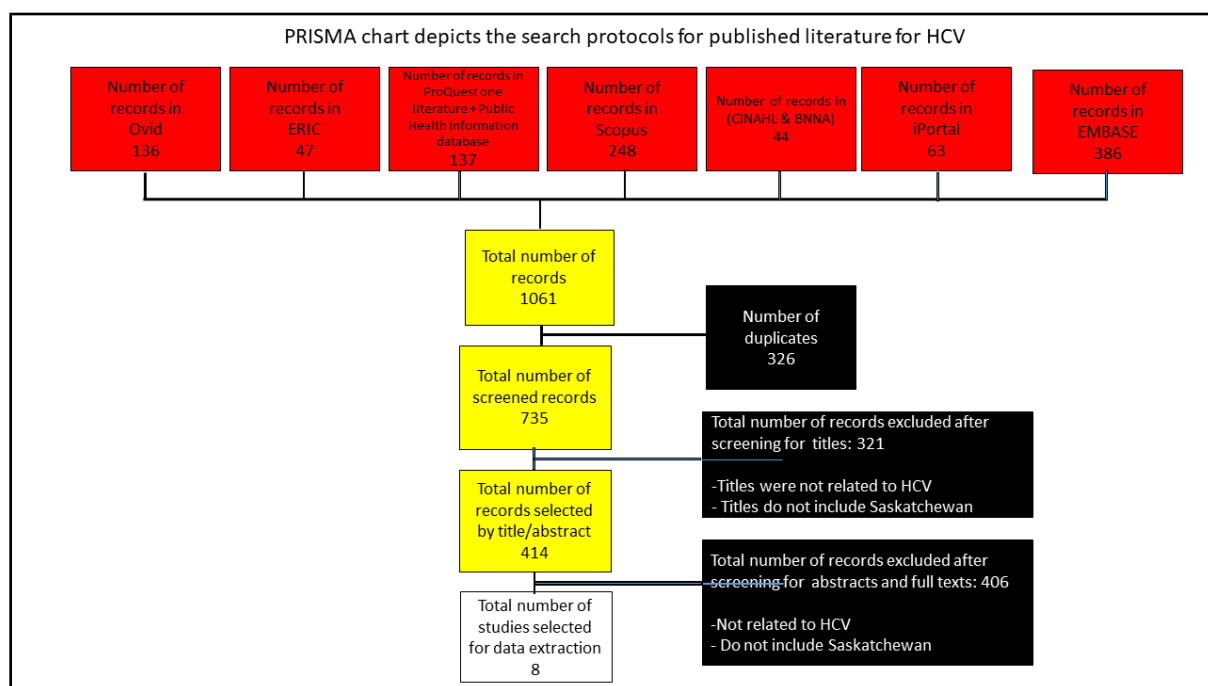 PRISMA chart depicts the search protocols for published literature for HCV
Number of
records in
Ovid
136
Number of
records in
ERIC
47
Number of records in
ProQuest one
literature + Public
Health Information
database
137
Number of
records in
Scopus
248
Number of records in
(CINAHL & BNNA)
44
Number of
records in
iPortal
63
Number of
records in
EMBASE
386
Total number of
records
1061
Number of
duplicates
326
Total number of
screened records
735
Total number of records excluded after
screening for titles: 321
-Titles were not related to HCV
- Titles do not include Saskatchewan
Total number of
records selected
by title/abstract
414
Total number of records excluded after
screening for abstracts and full texts: 406
-Not related to HCV
- Do not include Saskatchewan
Total number of
studies selected
for data extraction
8